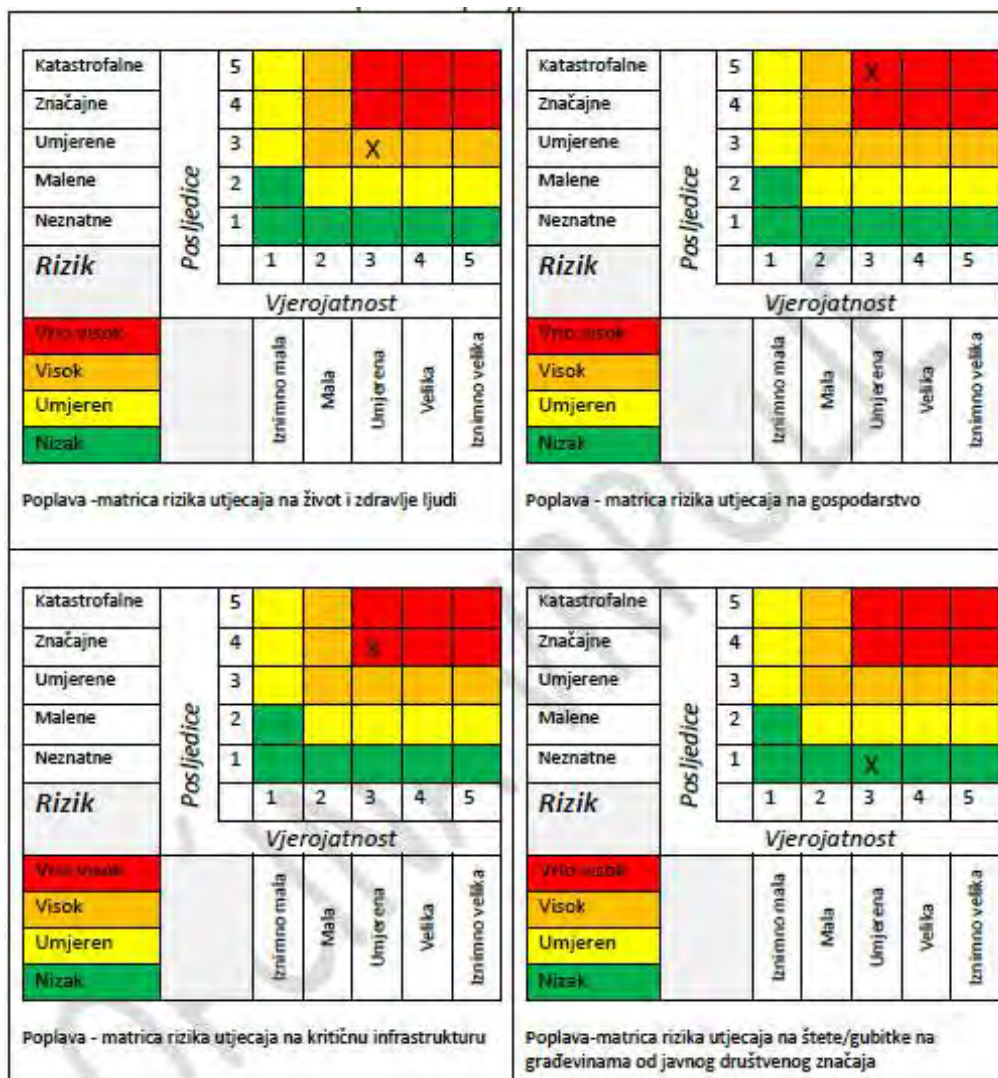 Katastrofalne 5
Značajne 4
Umjerene 3 X
Malene 2
Neznatne 1
Posljedice
Rizik 1 2 3 4 5
Vjerojatnost
Vrlo visok
Visok
Umjeren
Nizak
Iznimno mala
Mala
Umjerena
Velika
Iznimno velika
Poplava -matrica rizika utjecaja na život i zdravlje ljudi
Katastrofalne 5 X
Značajne 4
Umjerene 3
Malene 2
Neznatne 1
Posljedice
Rizik 1 2 3 4 5
Vjerojatnost
Vrlo visok
Visok
Umjeren
Nizak
Iznimno mala
Mala
Umjerena
Velika
Iznimno velika
Poplava - matrica rizika utjecaja na gospodarstvo
Katastrofalne 5
Značajne 4 X
Umjerene 3
Malene 2
Neznatne 1
Posljedice
Rizik 1 2 3 4 5
Vjerojatnost
Vrlo visok
Visok
Umjeren
Nizak
Iznimno mala
Mala
Umjerena
Velika
Iznimno velika
Poplava - matrica rizika utjecaja na kritičnu infrastrukturu
Katastrofalne 5
Značajne 4
Umjerene 3
Malene 2
Neznatne 1 X
Posljedice
Rizik 1 2 3 4 5
Vjerojatnost
Vrlo visok
Visok
Umjeren
Nizak
Iznimno mala
Mala
Umjerena
Velika
Iznimno velika
Poplava-matrica rizika utjecaja na štete/gubitke na
građevinama od javnog društvenog značaja